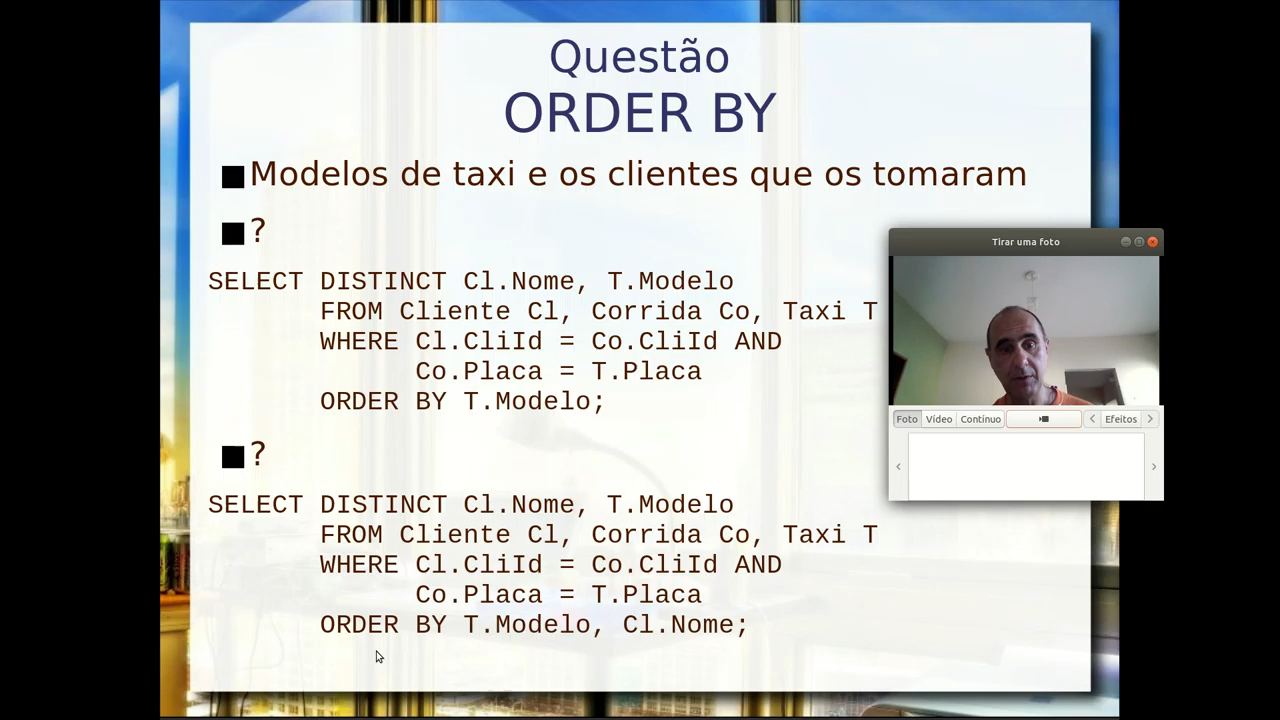 Questão
ORDER BY
Modelos de taxi e os clientes que os tomaram
?
SELECT DISTINCT Cl.Nome, T.Modelo
FROM Cliente Cl, Corrida Co, Taxi T
WHERE Cl.CliId = Co.CliId AND
Co.Placa = T.Placa
ORDER BY T.Modelo;
?
SELECT DISTINCT Cl.Nome, T.Modelo
FROM Cliente Cl, Corrida Co, Taxi T
WHERE Cl.CliId = Co.CliId AND
Co.Placa = T.Placa
ORDER BY T.Modelo, Cl.Nome;
Tirar uma foto
Foto Vídeo Contínuo Efeitos